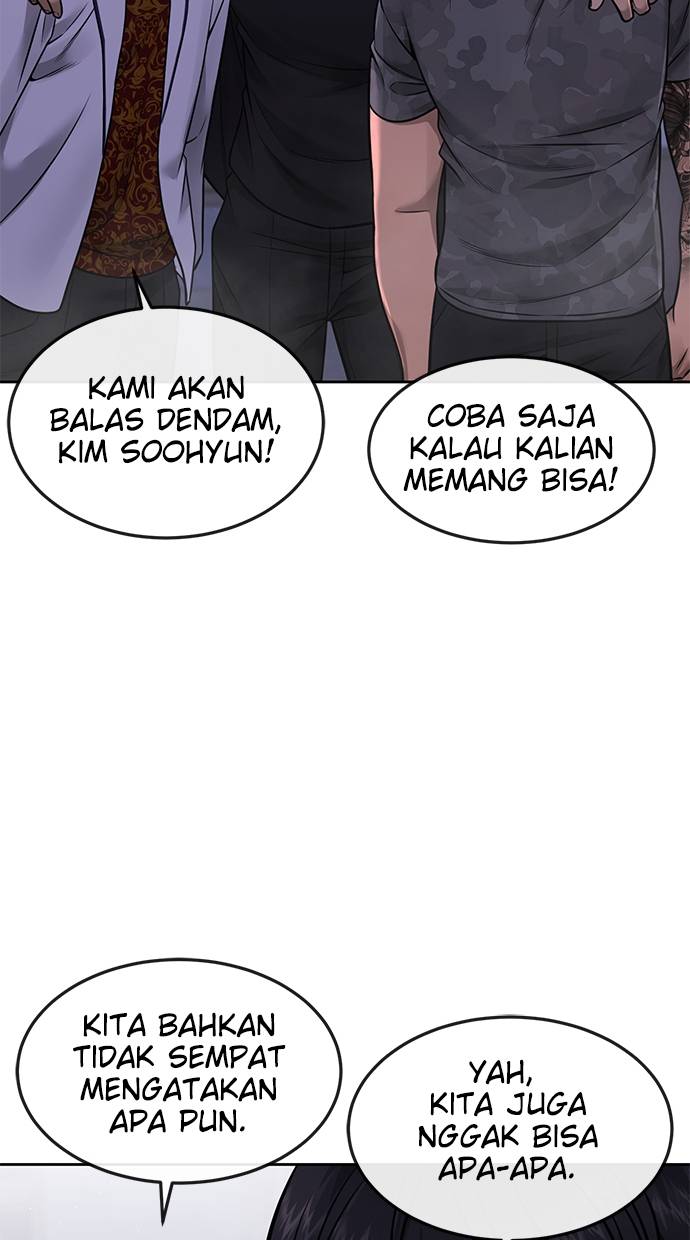 KAMI AKAN
BALAS DENDAM,
KIM SOOHYUN!
COBA SAJA
KALAU KALIAN
MEMANG BISA!
KITA BAHKAN
TIDAK SEMPAT
MENGATAKAN
APA PUN.
YAH,
KITA JUGA
NGGAK BISA
APA-APA.